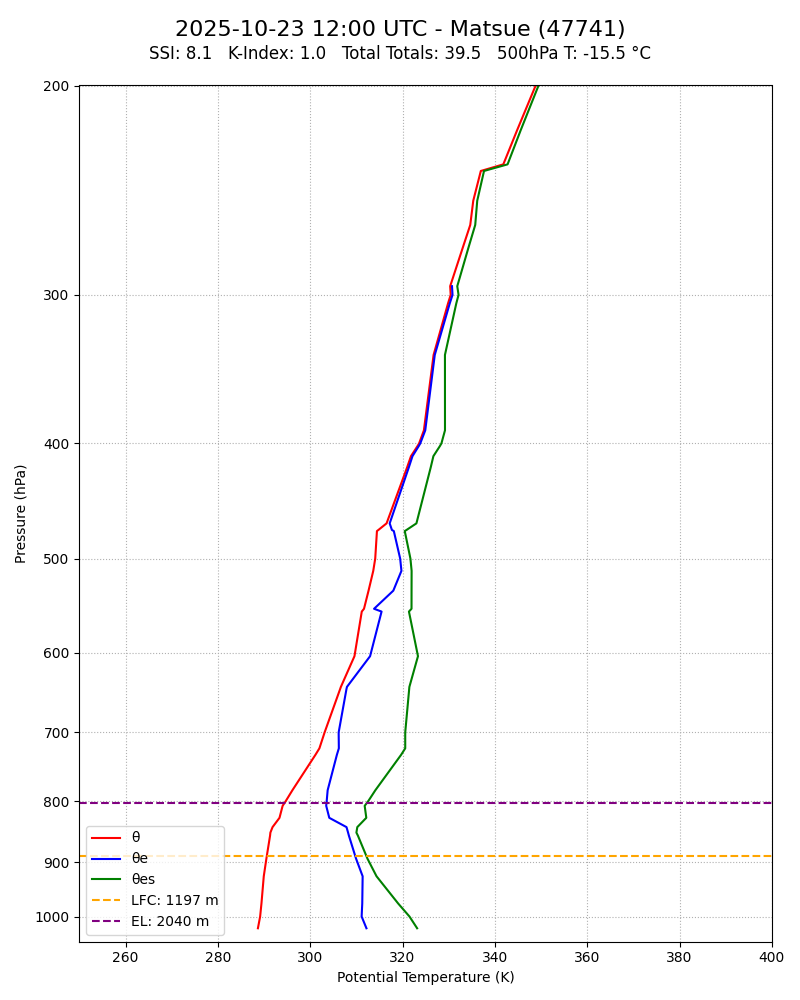 2025-10-23 12:00 UTC - Matsue (47741)
SSI: 8.1   K-Index: 1.0   Total Totals: 39.5   500hPa T: -15.5 °C
200
300
400
500
600
700
800
900
1000
Pressure (hPa)
θ
θe
θes
LFC: 1197 m
EL: 2040 m
260 280 300 320 340 360 380 400
Potential Temperature (K)